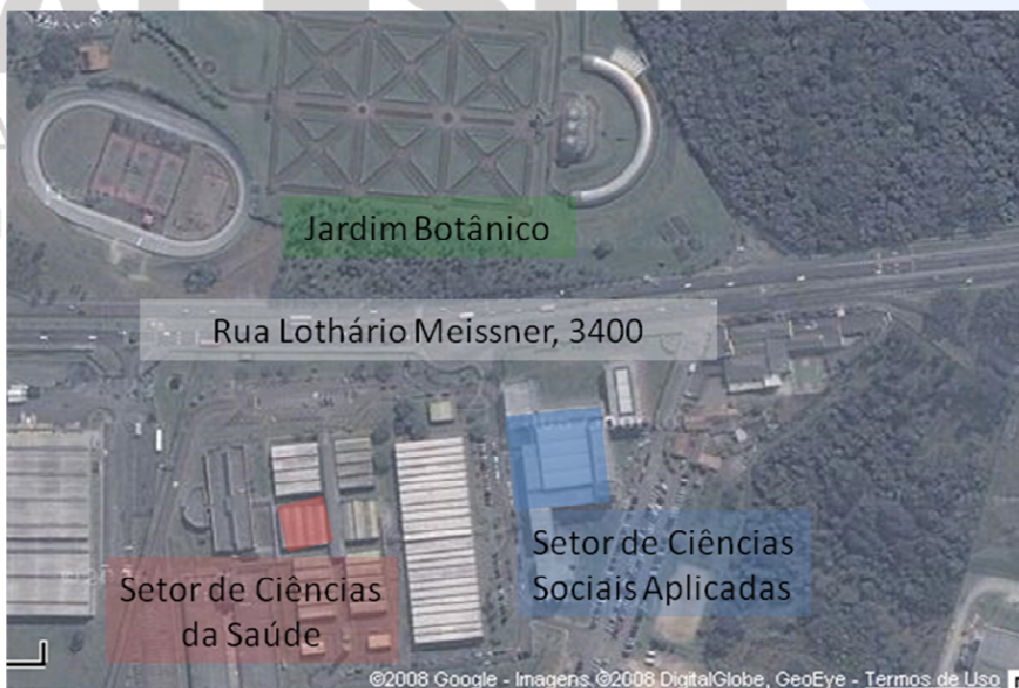 Jardim Botânico
Rua Lothário Meissner, 3400
Setor de Ciências
Sociais Aplicadas
Setor de Ciências
da Saúde
©2008 Google - Imagens ©2008 DigitalGlobe, GeoEye - Termos de Uso